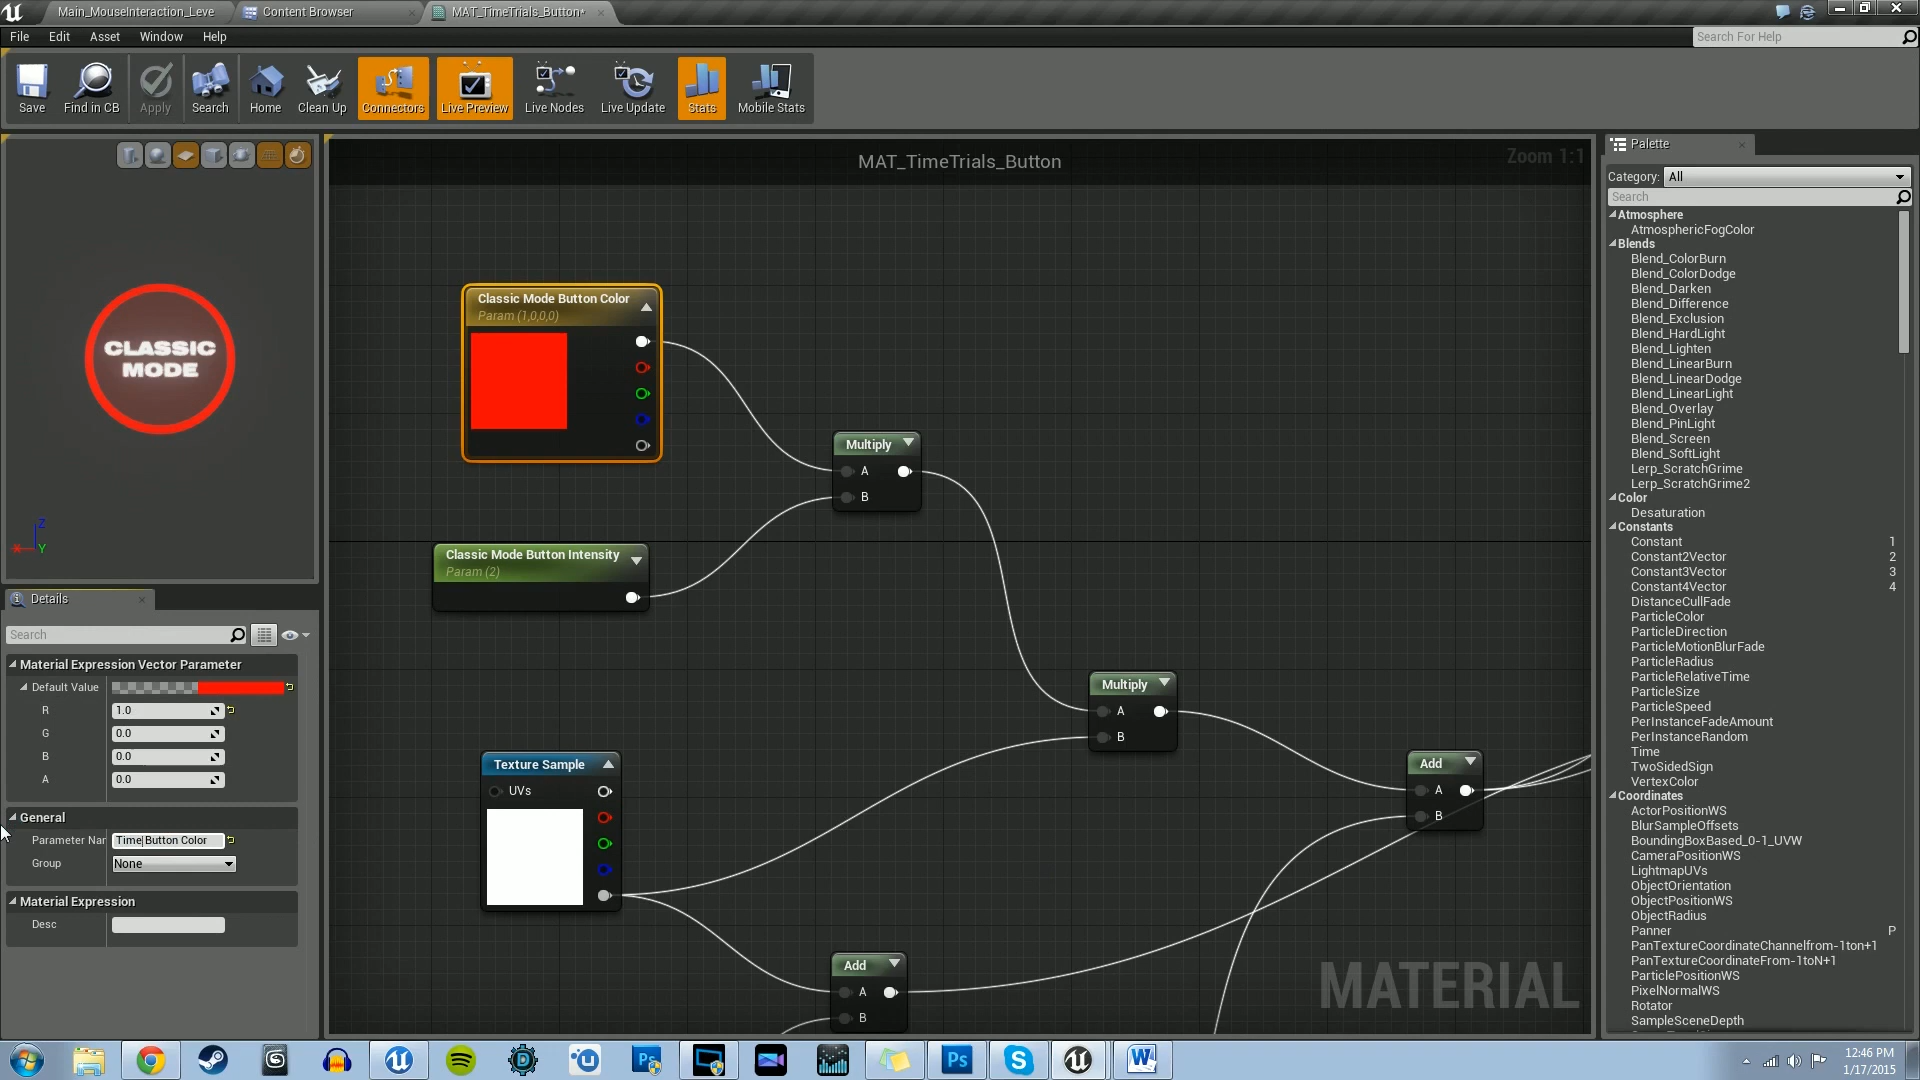 Main_MouseInteraction_Leve
Content Browser
MAT_TimeTrials_Button*
File Edit Asset Window Help
Search For Help
Save
Find in CB
Apply
Search
Home
Clean Up
Connectors
Live Preview
Live Nodes
Live Update
Stats
Mobile Stats
MAT_TimeTrials_Button
Zoom 1:1
CLASSIC
MODE
Z
X
Y
Classic Mode Button Color
Param (1,0,0,0)
Multiply
A
B
Classic Mode Button Intensity
Param (2)
Multiply
A
B
Texture Sample
UVs
Add
A
B
Add
A
B
MATERIAL
Details
Search
Material Expression Vector Parameter
Default Value
R 1.0
G 0.0
B 0.0
A 0.0
General
Parameter Nar Time Button Color
Group None
Material Expression
Desc
Palette
Category: All
Search
Atmosphere
AtmosphericFogColor
Blends
Blend_ColorBurn
Blend_ColorDodge
Blend_Darken
Blend_Difference
Blend_Exclusion
Blend_HardLight
Blend_Lighten
Blend_LinearBurn
Blend_LinearDodge
Blend_LinearLight
Blend_Overlay
Blend_PinLight
Blend_Screen
Blend_SoftLight
Lerp_ScratchGrime
Lerp_ScratchGrime2
Color
Desaturation
Constants
Constant 1
Constant2Vector 2
Constant3Vector 3
Constant4Vector 4
DistanceCullFade
ParticleColor
ParticleDirection
ParticleMotionBlurFade
ParticleRadius
ParticleRelativeTime
ParticleSize
ParticleSpeed
PerInstanceFadeAmount
PerInstanceRandom
Time
TwoSidedSign
VertexColor
Coordinates
ActorPositionWS
BlurSampleOffsets
BoundingBoxBased_0-1_UVW
CameraPositionWS
LightmapUVs
ObjectOrientation
ObjectPositionWS
ObjectRadius
Panner P
PanTextureCoordinateChannelfrom-1ton+1
PanTextureCoordinateFrom-1toN+1
ParticlePositionWS
PixelNormalWS
Rotator
SampleSceneDepth
Ps
Ps
12:46 PM
1/17/2015